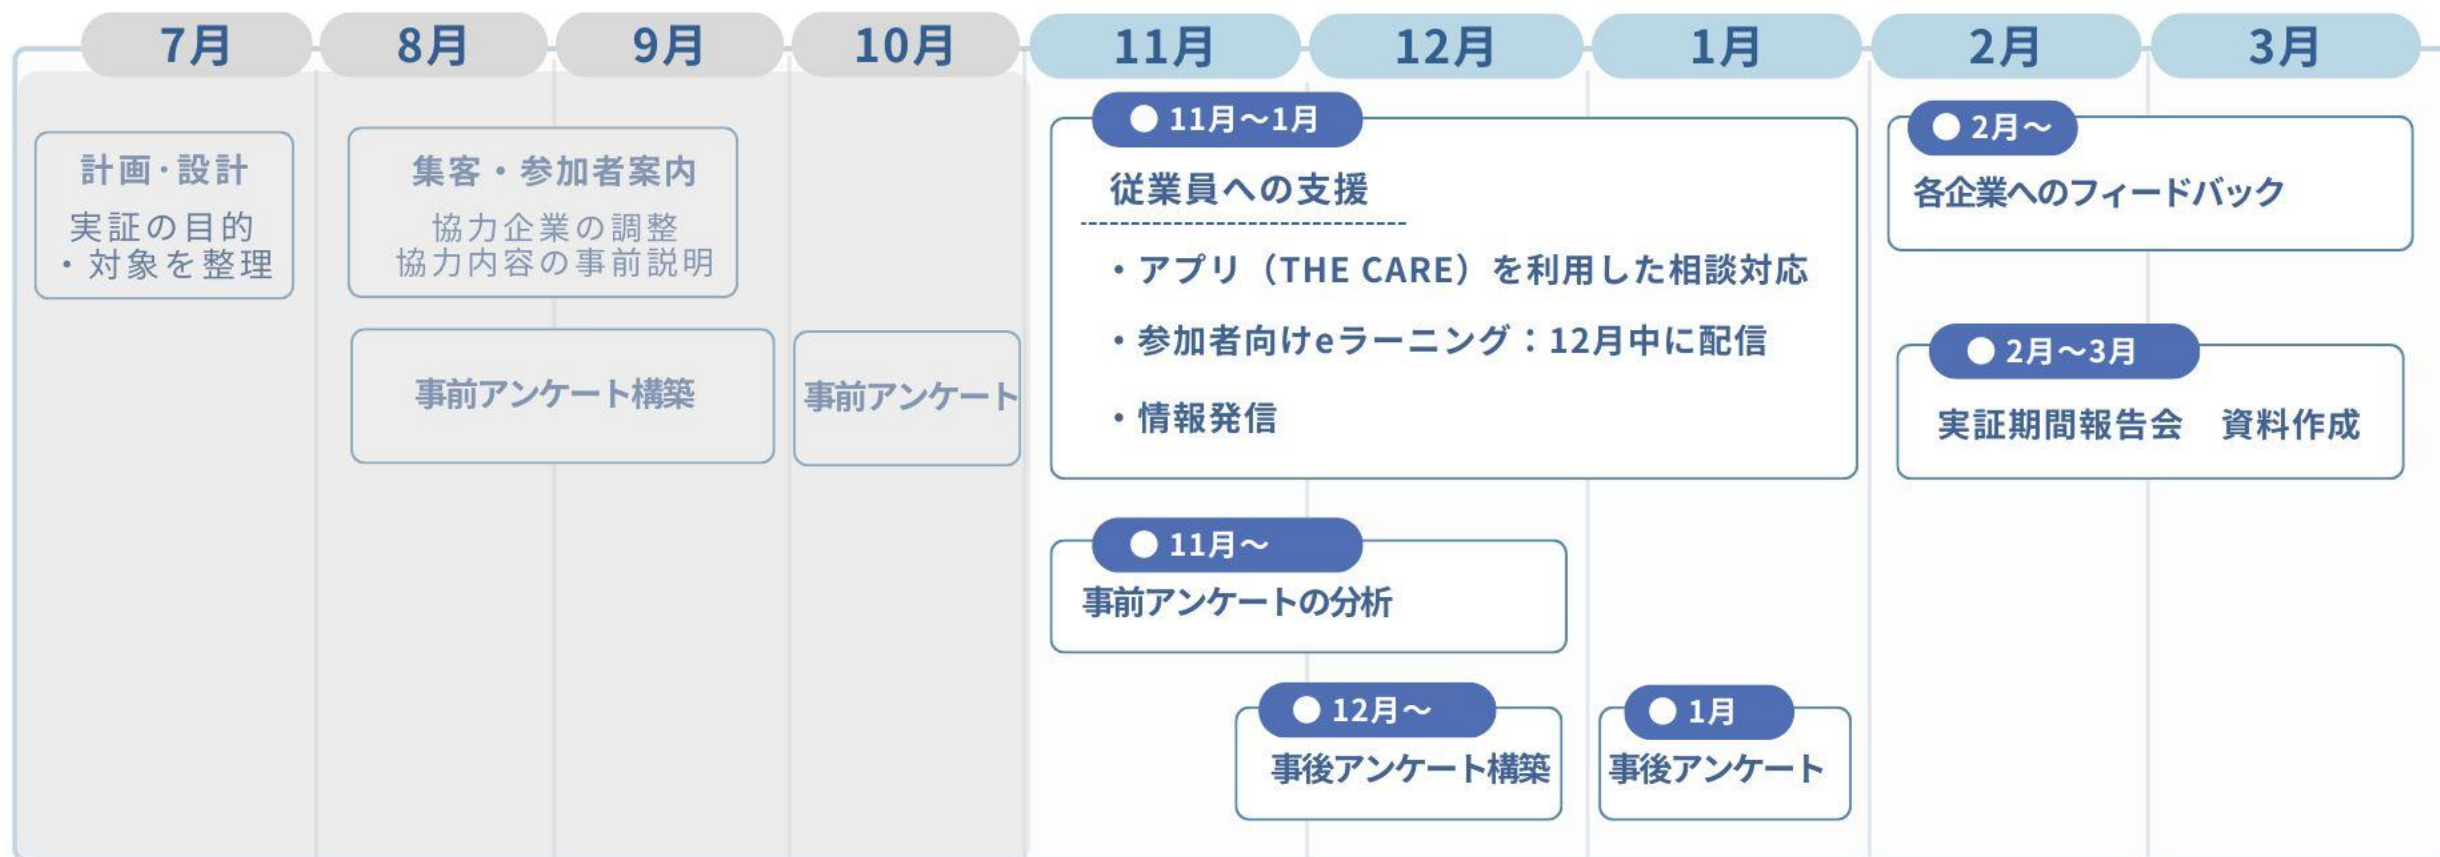 7月
8月
9月
10月
11月
12月
1月
2月
3月
計画·設計
実証の目的
・対象を整理
集客・参加者案内
協力企業の調整
協力内容の事前説明
事前アンケート構築
事前アンケート
11月～1月
従業員への支援
・アプリ（THE CARE）を利用した相談対応
・参加者向けeラーニング：12月中に配信
・情報発信
11月～
事前アンケートの分析
12月～
事後アンケート構築
1月
事後アンケート
2月～
各企業へのフィードバック
2月～3月
実証期間報告会　資料作成